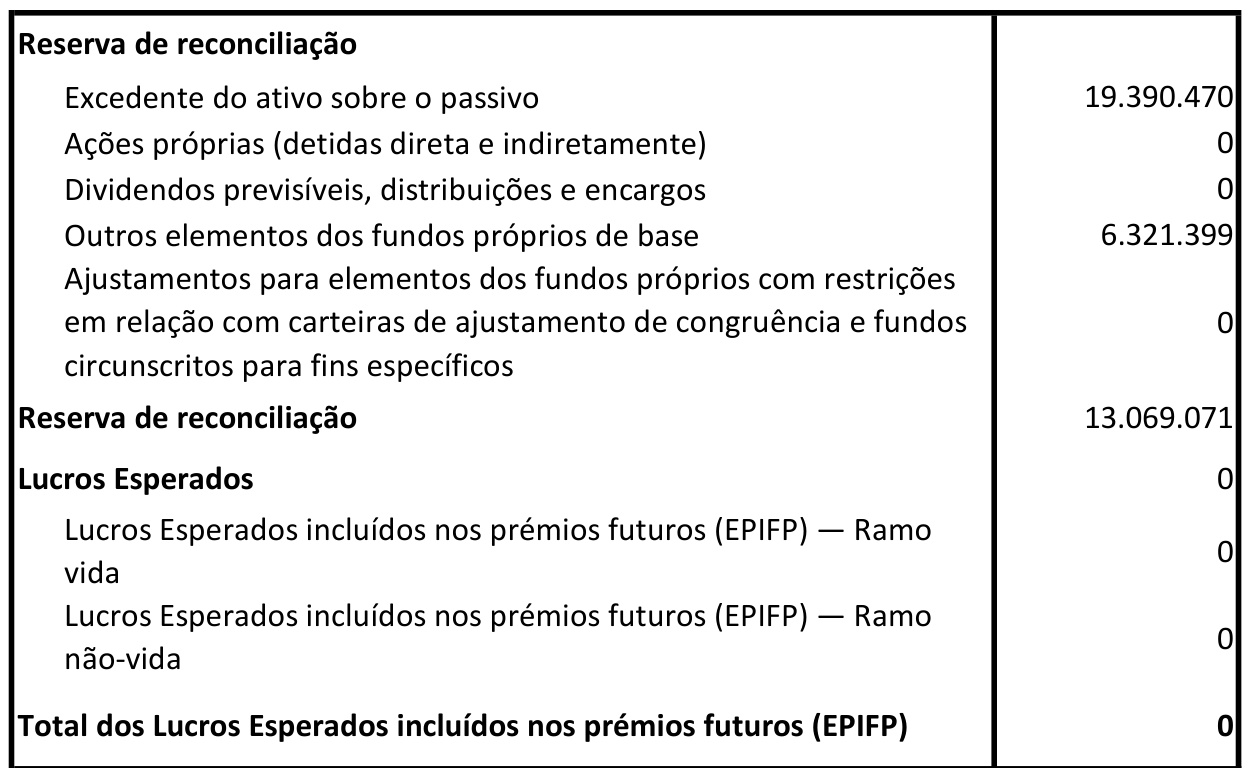 Reserva de reconciliação
Excedente do ativo sobre o passivo 19.390.470
Ações próprias (detidas direta e indiretamente) 0
Dividendos previsíveis, distribuições e encargos 0
Outros elementos dos fundos próprios de base 6.321.399
Ajustamentos para elementos dos fundos próprios com restrições
em relação com carteiras de ajustamento de congruência e fundos 0
circunscritos para fins específicos
Reserva de reconciliação 13.069.071
Lucros Esperados 0
Lucros Esperados incluídos nos prémios futuros (EPIFP) — Ramo
vida 0
Lucros Esperados incluídos nos prémios futuros (EPIFP) — Ramo
não-vida 0
Total dos Lucros Esperados incluídos nos prémios futuros (EPIFP) 0